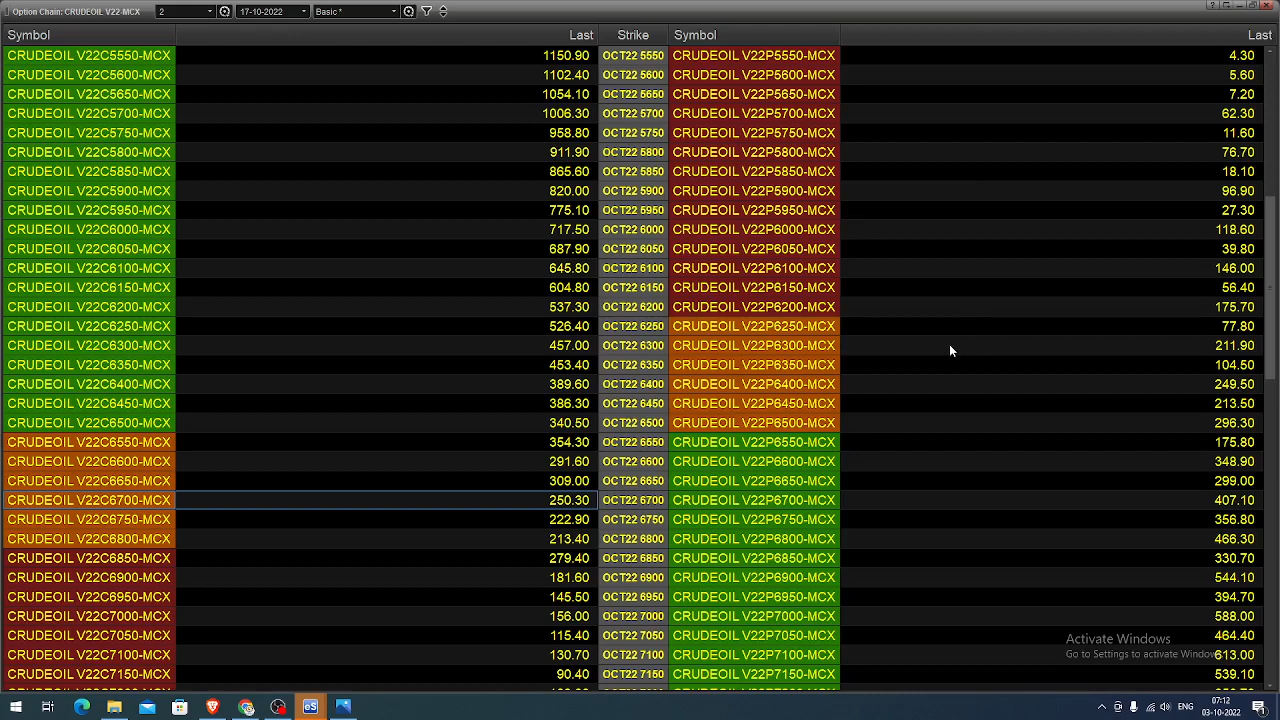 Option Chain: CRUDEOIL V22-MCX 2 17-10-2022 Basic*
Symbol Last Strike Symbol Last
CRUDEOIL V22C5550-MCX 1150.90 OCT22 5550 CRUDEOIL V22P5550-MCX 4.30
CRUDEOIL V22C5600-MCX 1102.40 OCT22 5600 CRUDEOIL V22P5600-MCX 5.60
CRUDEOIL V22C5650-MCX 1054.10 OCT22 5650 CRUDEOIL V22P5650-MCX 7.20
CRUDEOIL V22C5700-MCX 1006.30 OCT22 5700 CRUDEOIL V22P5700-MCX 62.30
CRUDEOIL V22C5750-MCX 958.80 OCT22 5750 CRUDEOIL V22P5750-MCX 11.60
CRUDEOIL V22C5800-MCX 911.90 OCT22 5800 CRUDEOIL V22P5800-MCX 76.70
CRUDEOIL V22C5850-MCX 865.60 OCT22 5850 CRUDEOIL V22P5850-MCX 18.10
CRUDEOIL V22C5900-MCX 820.00 OCT22 5900 CRUDEOIL V22P5900-MCX 96.90
CRUDEOIL V22C5950-MCX 775.10 OCT22 5950 CRUDEOIL V22P5950-MCX 27.30
CRUDEOIL V22C6000-MCX 717.50 OCT22 6000 CRUDEOIL V22P6000-MCX 118.60
CRUDEOIL V22C6050-MCX 687.90 OCT22 6050 CRUDEOIL V22P6050-MCX 39.80
CRUDEOIL V22C6100-MCX 645.80 OCT22 6100 CRUDEOIL V22P6100-MCX 146.00
CRUDEOIL V22C6150-MCX 604.80 OCT22 6150 CRUDEOIL V22P6150-MCX 56.40
CRUDEOIL V22C6200-MCX 537.30 OCT22 6200 CRUDEOIL V22P6200-MCX 175.70
CRUDEOIL V22C6250-MCX 526.40 OCT22 6250 CRUDEOIL V22P6250-MCX 77.80
CRUDEOIL V22C6300-MCX 457.00 OCT22 6300 CRUDEOIL V22P6300-MCX 211.90
CRUDEOIL V22C6350-MCX 453.40 OCT22 6350 CRUDEOIL V22P6350-MCX 104.50
CRUDEOIL V22C6400-MCX 389.60 OCT22 6400 CRUDEOIL V22P6400-MCX 249.50
CRUDEOIL V22C6450-MCX 386.30 OCT22 6450 CRUDEOIL V22P6450-MCX 213.50
CRUDEOIL V22C6500-MCX 340.50 OCT22 6500 CRUDEOIL V22P6500-MCX 296.30
CRUDEOIL V22C6550-MCX 354.30 OCT22 6550 CRUDEOIL V22P6550-MCX 175.80
CRUDEOIL V22C6600-MCX 291.60 OCT22 6600 CRUDEOIL V22P6600-MCX 348.90
CRUDEOIL V22C6650-MCX 309.00 OCT22 6650 CRUDEOIL V22P6650-MCX 299.00
CRUDEOIL V22C6700-MCX 250.30 OCT22 6700 CRUDEOIL V22P6700-MCX 407.10
CRUDEOIL V22C6750-MCX 222.90 OCT22 6750 CRUDEOIL V22P6750-MCX 356.80
CRUDEOIL V22C6800-MCX 213.40 OCT22 6800 CRUDEOIL V22P6800-MCX 466.30
CRUDEOIL V22C6850-MCX 279.40 OCT22 6850 CRUDEOIL V22P6850-MCX 330.70
CRUDEOIL V22C6900-MCX 181.60 OCT22 6900 CRUDEOIL V22P6900-MCX 544.10
CRUDEOIL V22C6950-MCX 145.50 OCT22 6950 CRUDEOIL V22P6950-MCX 394.70
CRUDEOIL V22C7000-MCX 156.00 OCT22 7000 CRUDEOIL V22P7000-MCX 588.00
CRUDEOIL V22C7050-MCX 115.40 OCT22 7050 CRUDEOIL V22P7050-MCX 464.40
CRUDEOIL V22C7100-MCX 130.70 OCT22 7100 CRUDEOIL V22P7100-MCX 613.00
CRUDEOIL V22C7150-MCX 90.40 OCT22 7150 CRUDEOIL V22P7150-MCX 539.10
Activate Windows
Go to Settings to activate Windows
ENG 07:12
03-10-2022